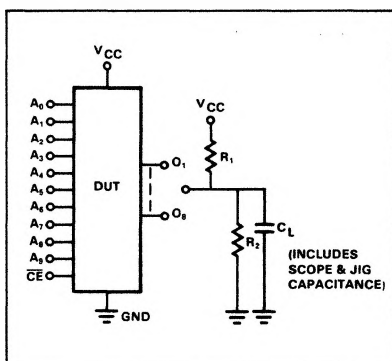 VCC
A0
A1
A2
A3
A4
A5
A6
A7
A8
A9
CE
DUT
O1
O8
GND
VCC
R1
R2
CL
(INCLUDES
SCOPE & JIG
CAPACITANCE)